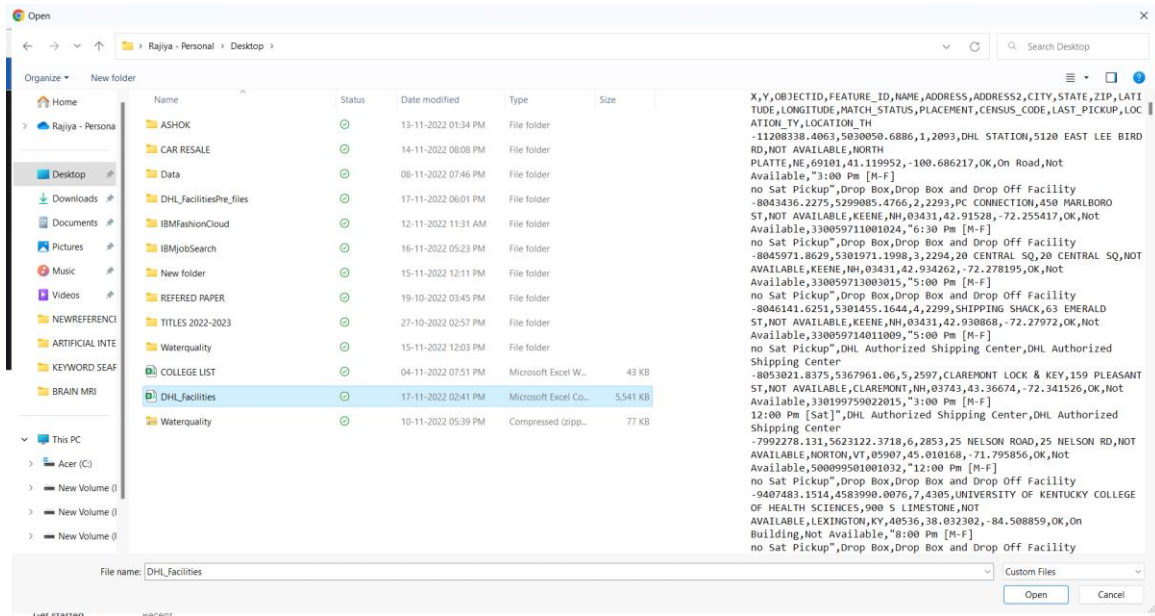 Open
Rajiya - Personal > Desktop >
Search Desktop
Organize
New folder
Home
Rajiya - Persona
Desktop
Downloads
Documents
Pictures
Music
Videos
NEWREFERENCE
ARTIFICIAL INTE
KEYWORD SEAF
BRAIN MRI
This PC
Acer (C:)
New Volume (
New Volume (
New Volume (
Name Status Date modified Type Size
ASHOK 13-11-2022 01:34 PM File folder
CAR RESALE 14-11-2022 08:08 PM File folder
Data 08-11-2022 07:46 PM File folder
DHL_FacilitiesPre_files 17-11-2022 06:01 PM File folder
IBMFashionCloud 12-11-2022 11:31 AM File folder
IBMjobSearch 16-11-2022 05:23 PM File folder
New folder 15-11-2022 12:11 PM File folder
REFERED PAPER 19-10-2022 03:45 PM File folder
TITLES 2022-2023 27-10-2022 02:57 PM File folder
Waterquality 15-11-2022 12:03 PM File folder
COLLEGE LIST 04-11-2022 07:51 PM Microsoft Excel W... 43 KB
DHL_Facilities 17-11-2022 02:41 PM Microsoft Excel Co... 5,541 KB
Waterquality 10-11-2022 05:39 PM Compressed (zipp... 77 KB
X,Y,OBJECTID,FEATURE_ID,NAME,ADDRESS,ADDRESS2,CITY,STATE,ZIP,LATI
TUDE,LONGITUDE,MATCH_STATUS,PLACEMENT,CENSUS_CODE,LAST_PICKUP,LOC
ATION_TY,LOCATION_TH
-11208338.4063,5030050.6886,1,2093,DHL STATION,5120 EAST LEE BIRD
RD,NOT AVAILABLE,NORTH
PLATTE,NE,69101,41.119952,-100.686217,OK,On Road,Not
Available,"3:00 Pm [M-F]
no Sat Pickup",Drop Box,Drop Box and Drop Off Facility
-8043436.2275,5299085.4766,2,2293,PC CONNECTION,450 MARLBORO
ST,NOT AVAILABLE,KEENE,NH,03431,42.91528,-72.255417,OK,Not
Available,330059711001024,"6:30 Pm [M-F]
no Sat Pickup",Drop Box,Drop Box and Drop Off Facility
-8045971.8629,5301971.1998,3,2294,20 CENTRAL SQ,20 CENTRAL SQ,NOT
AVAILABLE,KEENE,NH,03431,42.934262,-72.278195,OK,Not
Available,330059713003015,"5:00 Pm [M-F]
no Sat Pickup",Drop Box,Drop Box and Drop Off Facility
-8046141.6251,5301455.1644,4,2299,SHIPPING SHACK,63 EMERALD
ST,NOT AVAILABLE,KEENE,NH,03431,42.930868,-72.27972,OK,Not
Available,330059714011009,"5:00 Pm [M-F]
no Sat Pickup",DHL Authorized Shipping Center,DHL Authorized
Shipping Center
-8053021.8375,5367961.06,5,2597,CLAREMONT LOCK & KEY,159 PLEASANT
ST,NOT AVAILABLE,CLAREMONT,NH,03743,43.36674,-72.341526,OK,Not
Available,330199759022015,"3:00 Pm [M-F]
12:00 Pm [Sat]",DHL Authorized Shipping Center,DHL Authorized
Shipping Center
-7992278.131,5623122.3718,6,2853,25 NELSON ROAD,25 NELSON RD,NOT
AVAILABLE,NORTON,VT,05907,45.010168,-71.795856,OK,Not
Available,500099501001032,"12:00 Pm [M-F]
no Sat Pickup",Drop Box,Drop Box and Drop Off Facility
-9407483.1514,4583990.0076,7,4305,UNIVERSITY OF KENTUCKY COLLEGE
OF HEALTH SCIENCES,900 S LIMESTONE,NOT
AVAILABLE,LEXINGTON,KY,40536,38.032302,-84.508859,OK,On
Building,Not Available,"8:00 Pm [M-F]
no Sat Pickup",Drop Box,Drop Box and Drop Off Facility
File name: DHL_Facilities
Custom Files
Open
Cancel